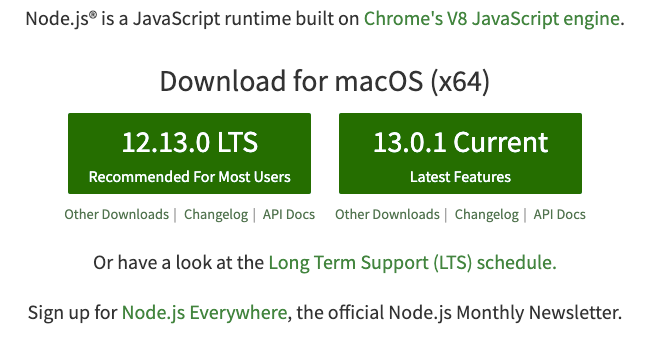 Node.js® is a JavaScript runtime built on Chrome's V8 JavaScript engine.
Download for macOS (x64)
12.13.0 LTS
Recommended For Most Users
13.0.1 Current
Latest Features
Other Downloads | Changelog | API Docs
Other Downloads | Changelog | API Docs
Or have a look at the Long Term Support (LTS) schedule.
Sign up for Node.js Everywhere, the official Node.js Monthly Newsletter.